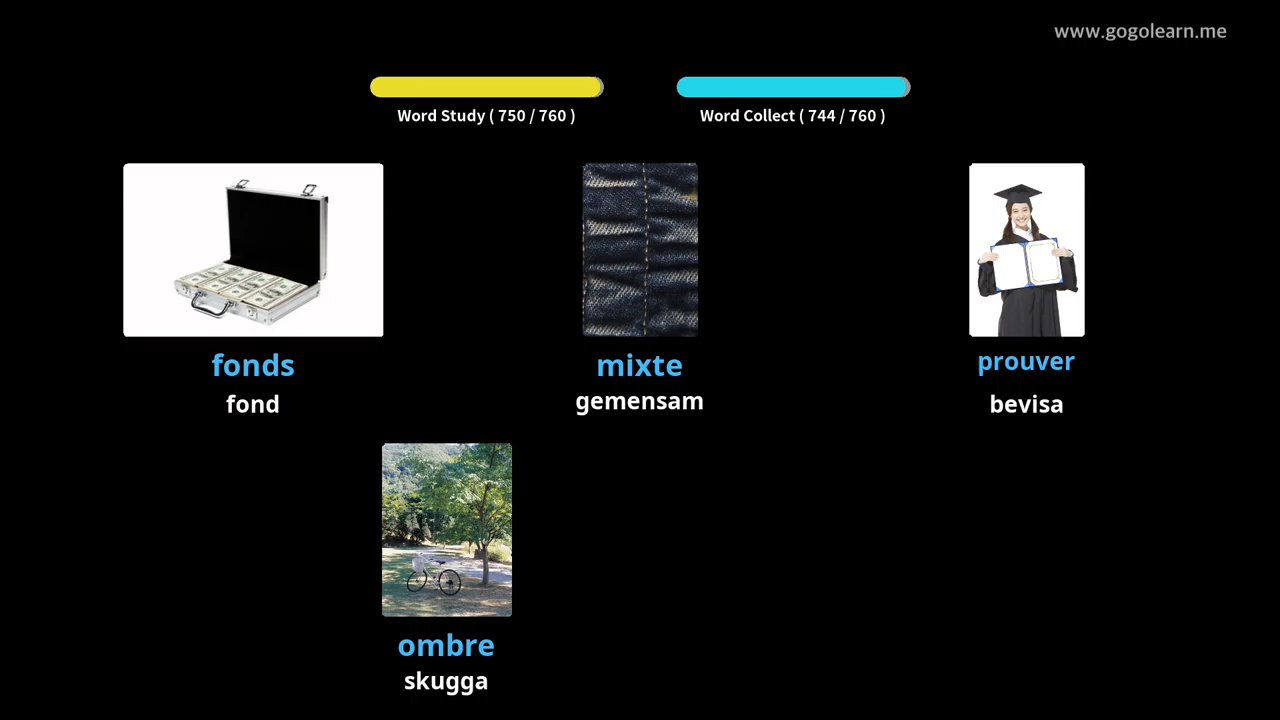 www.gogolearn.me
Word Study ( 750 / 760 )
Word Collect ( 744 / 760 )
fonds
fond
mixte
gemensam
prouver
bevisa
ombre
skugga